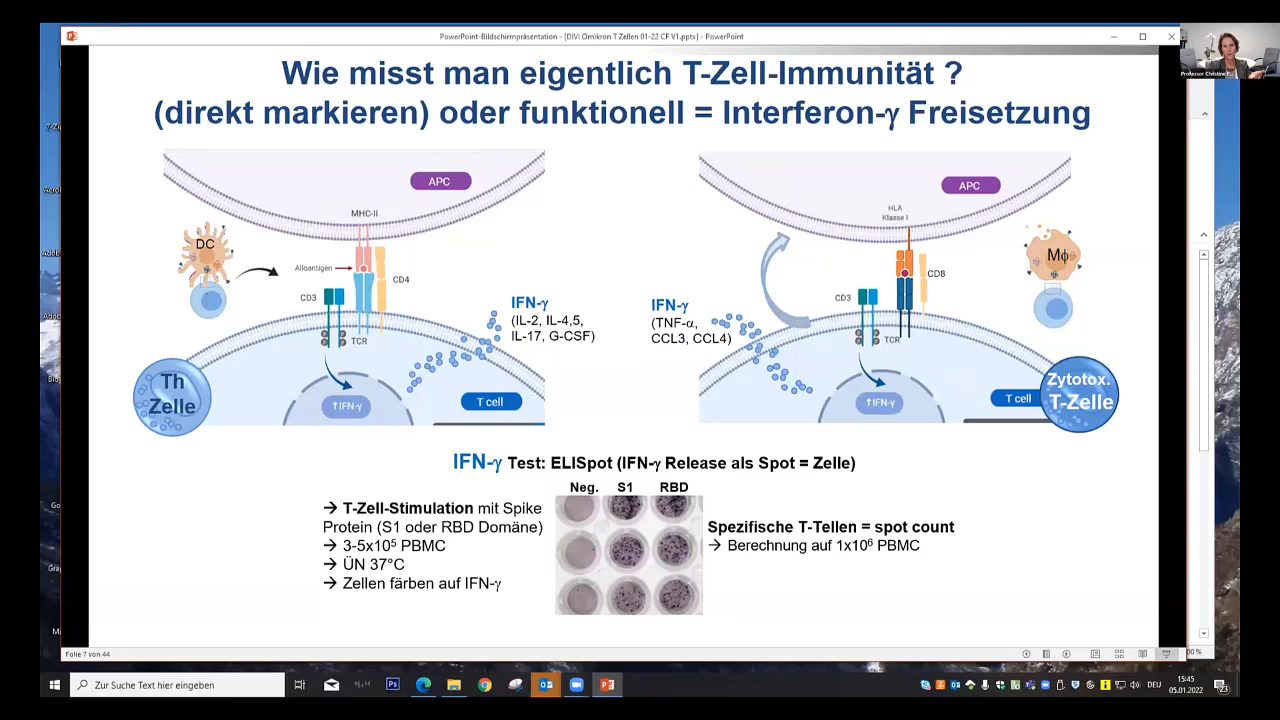 PowerPoint-Bildschirmpräsentation - [DIVI Omikron T Zellen 01-22 CF V1.pptx] - PowerPoint
Professor Christine F
Wie misst man eigentlich T-Zell-Immunität ?
(direkt markieren) oder funktionell = Interferon-γ Freisetzung
APC
MHC-II
DC
Alloantigen
CD4
CD3
TCR
IFN-γ
(IL-2, IL-4,5,
IL-17, G-CSF)
Th
Zelle
↑IFN-γ
T cell
APC
HLA
Klasse I
Mϕ
CD8
CD3
TCR
IFN-γ
(TNF-α,
CCL3, CCL4)
↑IFN-γ
T cell
Zytotox.
T-Zelle
IFN-γ Test: ELISpot (IFN-γ Release als Spot = Zelle)
Neg. S1 RBD
→ T-Zell-Stimulation mit Spike
Protein (S1 oder RBD Domäne)
→ 3-5x10⁵ PBMC
→ ÜN 37°C
→ Zellen färben auf IFN-γ
Spezifische T-Tellen = spot count
→ Berechnung auf 1x10⁶ PBMC
Folie 7 von 44
Zur Suche Text hier eingeben
DEU
15:45
05.01.2022
23